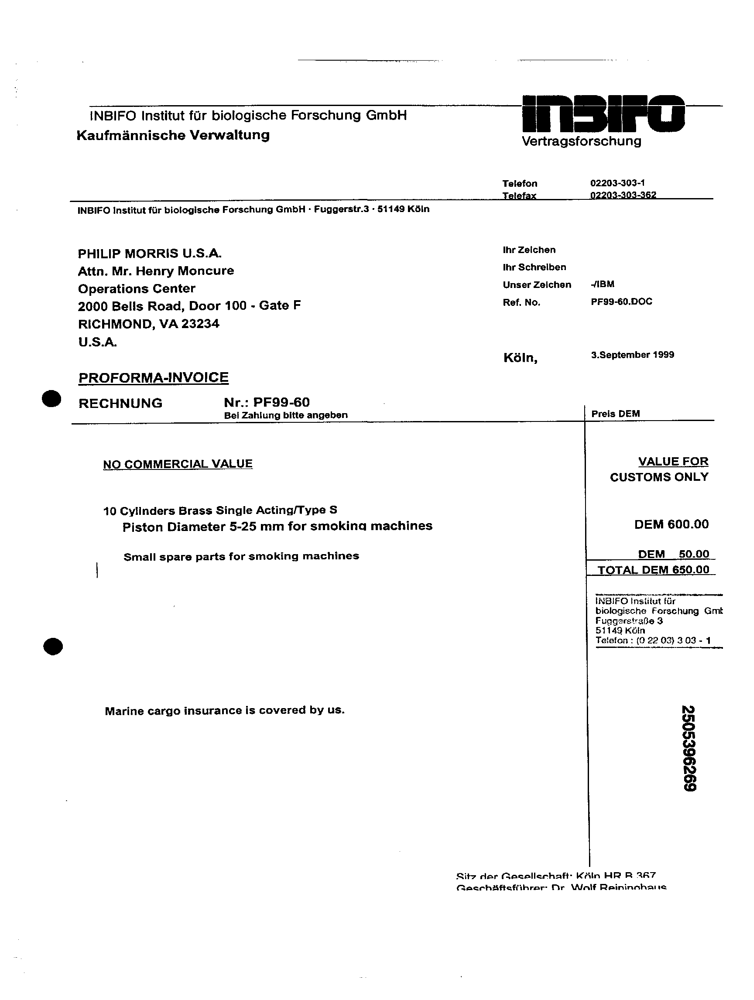 INBIFO Institut für biologische Forschung GmbH
Kaufmännische Verwaltung
INBIFO
Vertragsforschung
Telefon 02203-303-1
Telefax 02203-303-362
INBIFO Institut für biologische Forschung GmbH · Fuggerstr.3 · 51149 Köln
PHILIP MORRIS U.S.A.
Attn. Mr. Henry Moncure
Operations Center
2000 Bells Road, Door 100 - Gate F
RICHMOND, VA 23234
U.S.A.
Ihr Zeichen
Ihr Schreiben
Unser Zeichen -/IBM
Ref. No. PF99-60.DOC
Köln, 3.September 1999
PROFORMA-INVOICE
RECHNUNG Nr.: PF99-60
Bei Zahlung bitte angeben
Preis DEM
NO COMMERCIAL VALUE
VALUE FOR
CUSTOMS ONLY
10 Cylinders Brass Single Acting/Type S
Piston Diameter 5-25 mm for smoking machines DEM 600.00
Small spare parts for smoking machines DEM 50.00
TOTAL DEM 650.00
INBIFO Institut für
biologische Forschung Gmb
Fuggerstraße 3
51149 Köln
Telefon : (0 22 03) 3 03 - 1
Marine cargo insurance is covered by us.
2505396269
Sitz der Gesellschaft: Köln HR B 367
Geschäftsführer: Dr. Wolf Reininghaus